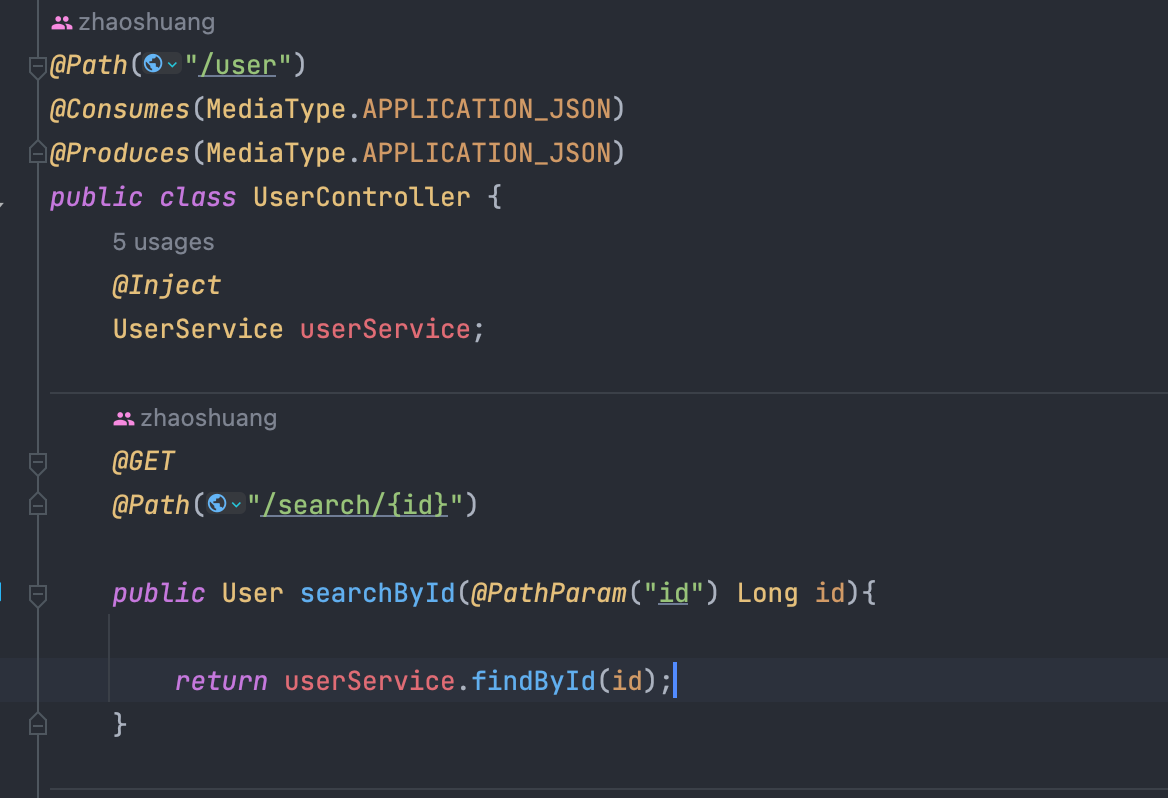 zhaoshuang
@Path("/user")
@Consumes(MediaType.APPLICATION_JSON)
@Produces(MediaType.APPLICATION_JSON)
public class UserController {
5 usages
@Inject
UserService userService;
zhaoshuang
@GET
@Path("/search/{id}")
public User searchById(@PathParam("id") Long id){
return userService.findById(id);
}